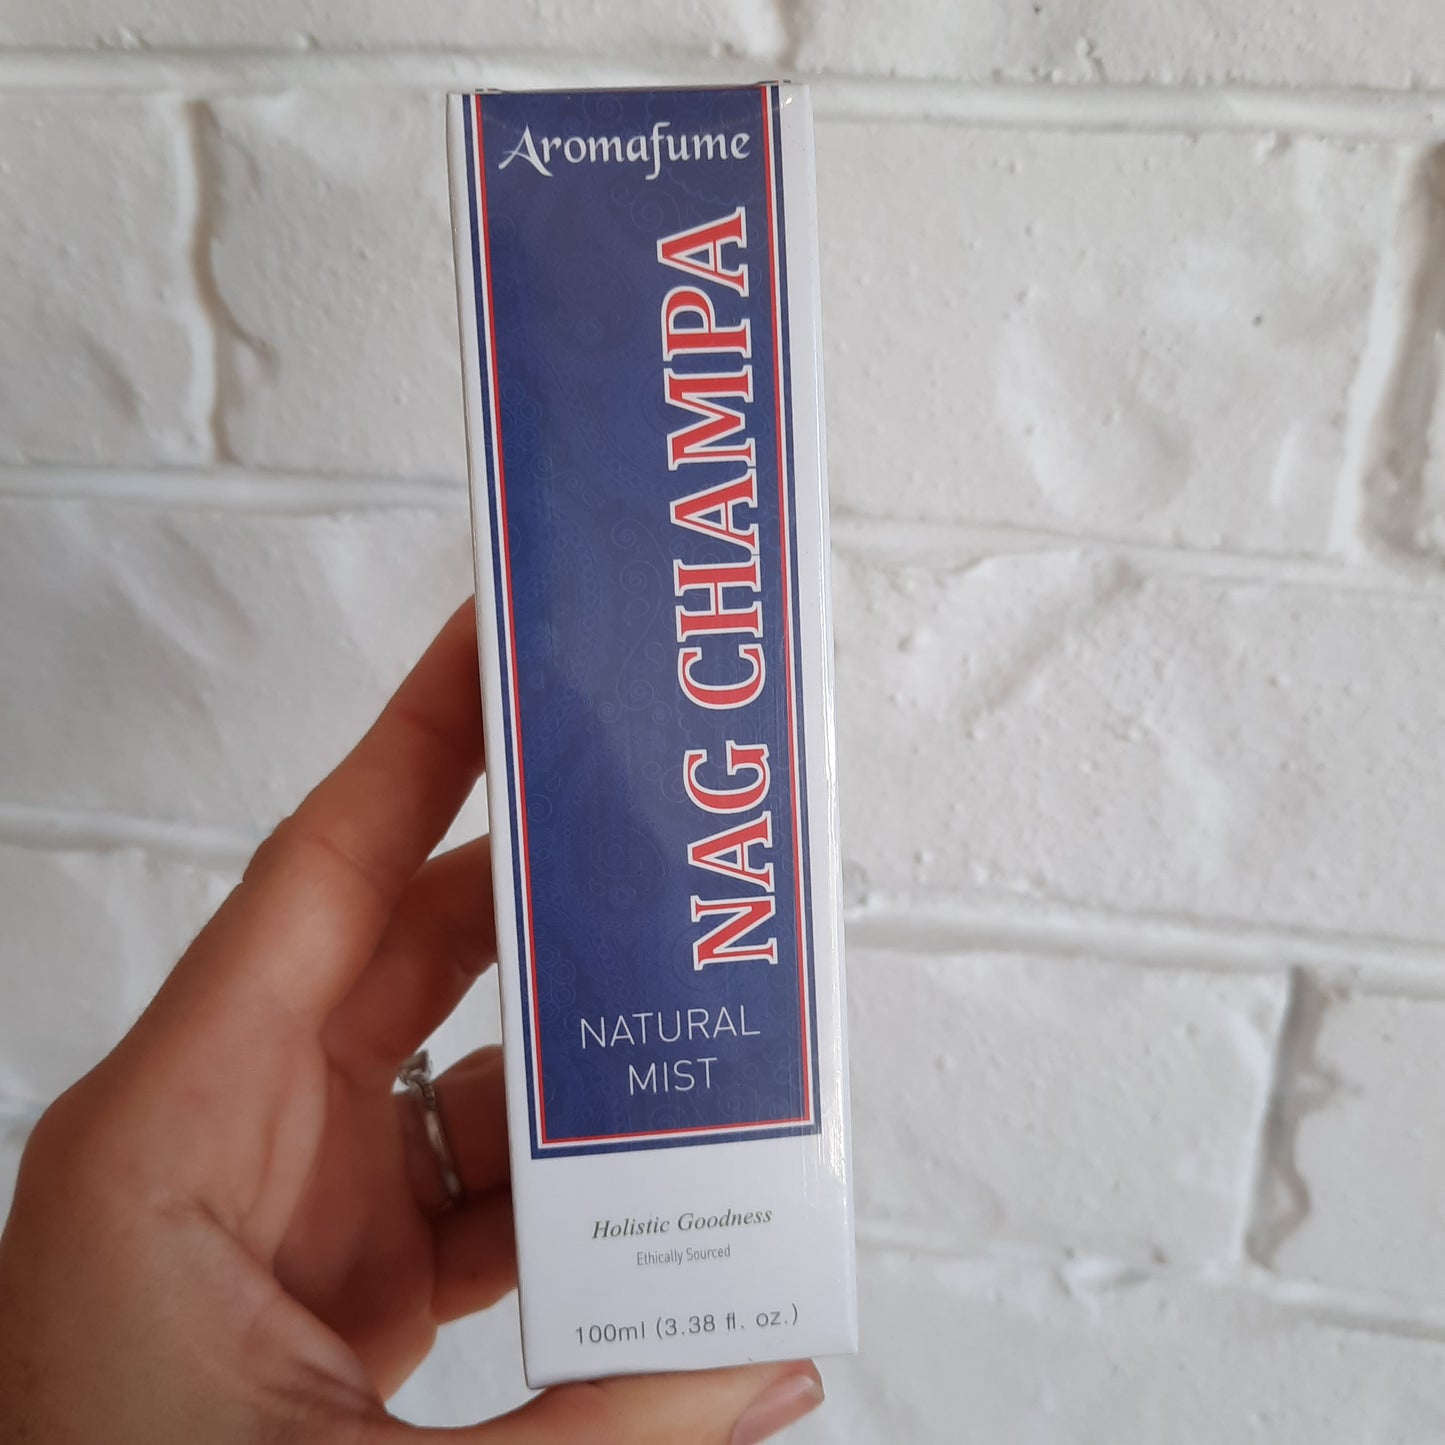 Aromafume
NAG CHAMPA
NATURAL
MIST
Holistic Goodness
Ethically Sourced
100ml (3.38 fl. oz.)